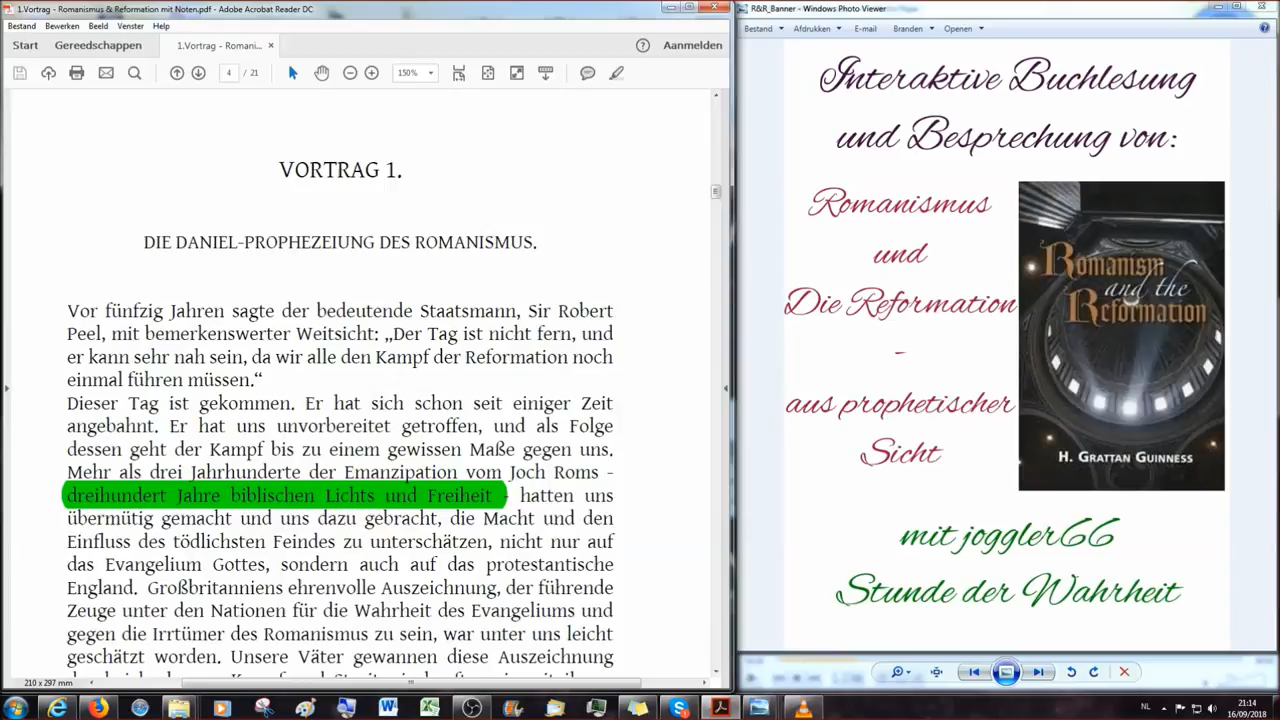 1.Vortrag - Romanismus & Reformation mit Noten.pdf - Adobe Acrobat Reader DC
Bestand Bewerken Beeld Venster Help
Start Gereedschappen 1.Vortrag - Romani... × Aanmelden
4 / 21 150%
VORTRAG 1.
DIE DANIEL-PROPHEZEIUNG DES ROMANISMUS.
Vor fünfzig Jahren sagte der bedeutende Staatsmann, Sir Robert
Peel, mit bemerkenswerter Weitsicht: „Der Tag ist nicht fern, und
er kann sehr nah sein, da wir alle den Kampf der Reformation noch
einmal führen müssen.“
Dieser Tag ist gekommen. Er hat sich schon seit einiger Zeit
angebahnt. Er hat uns unvorbereitet getroffen, und als Folge
dessen geht der Kampf bis zu einem gewissen Maße gegen uns.
Mehr als drei Jahrhunderte der Emanzipation vom Joch Roms -
dreihundert Jahre biblischen Lichts und Freiheit - hatten uns
übermütig gemacht und uns dazu gebracht, die Macht und den
Einfluss des tödlichsten Feindes zu unterschätzen, nicht nur auf
das Evangelium Gottes, sondern auch auf das protestantische
England. Großbritanniens ehrenvolle Auszeichnung, der führende
Zeuge unter den Nationen für die Wahrheit des Evangeliums und
gegen die Irrtümer des Romanismus zu sein, war unter uns leicht
geschätzt worden. Unsere Väter gewannen diese Auszeichnung
210 x 297 mm
R&R_Banner - Windows Photo Viewer
Bestand Afdrukken E-mail Branden Openen
Interaktive Buchlesung
und Besprechung von:
Romanismus
und
Die Reformation
-
aus prophetischer
Sicht
Romanism
and the
Reformation
H. GRATTAN GUINNESS
mit joggler66
Stunde der Wahrheit
NL
21:14
16/09/2018